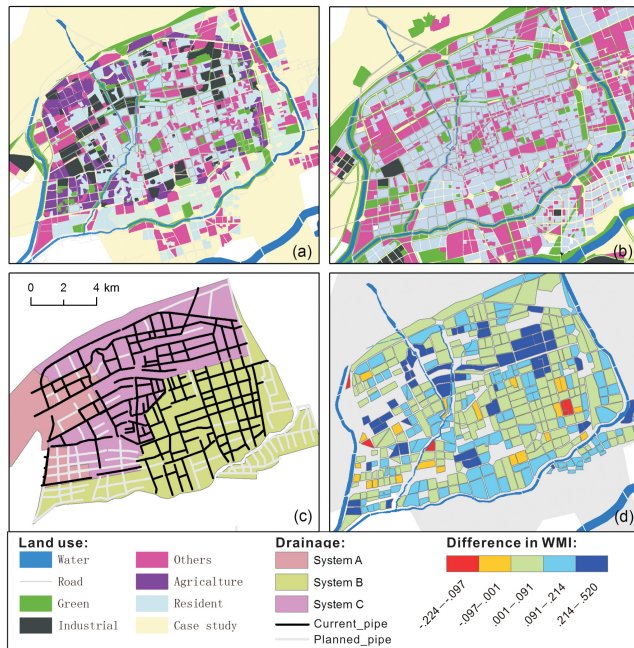 (a)
(b)
0 2 4 km
(c)
(d)
Land use:
Water
Road
Green
Industrial
Others
Agriculture
Resident
Case study
Drainage:
System A
System B
System C
Current_pipe
Planned_pipe
Difference in WMI:
-.224—-.097
-.097-.001
.001—.091
.091—.214
.214—.520